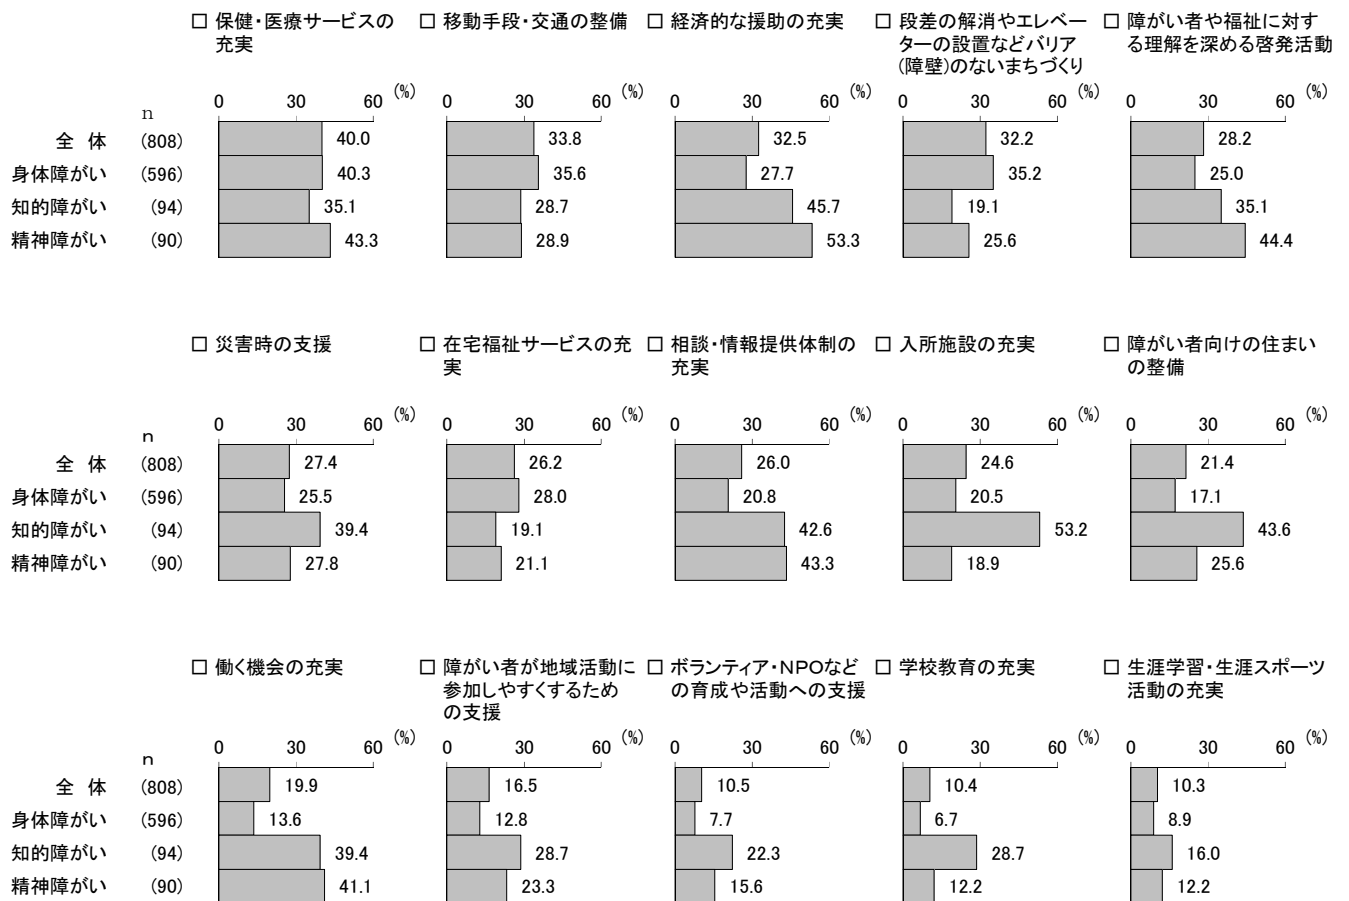 □ 保健・医療サービスの
充実
□ 移動手段・交通の整備
□ 経済的な援助の充実
□ 段差の解消やエレベー
ターの設置などバリア
(障壁)のないまちづくり
□ 障がい者や福祉に対す
る理解を深める啓発活動
n
0 30 60 (%) 0 30 60 (%) 0 30 60 (%) 0 30 60 (%) 0 30 60 (%)
全 体 (808) 40.0 33.8 32.5 32.2 28.2
身体障がい (596) 40.3 35.6 27.7 35.2 25.0
知的障がい (94) 35.1 28.7 45.7 19.1 35.1
精神障がい (90) 43.3 28.9 53.3 25.6 44.4
□ 災害時の支援
□ 在宅福祉サービスの充
実
□ 相談・情報提供体制の
充実
□ 入所施設の充実
□ 障がい者向けの住まい
の整備
0 30 60 (%) 0 30 60 (%) 0 30 60 (%) 0 30 60 (%) 0 30 60 (%)
n
全 体 (808) 27.4 26.2 26.0 24.6 21.4
身体障がい (596) 25.5 28.0 20.8 20.5 17.1
知的障がい (94) 39.4 19.1 42.6 53.2 43.6
精神障がい (90) 27.8 21.1 43.3 18.9 25.6
□ 働く機会の充実
□ 障がい者が地域活動に
参加しやすくするため
の支援
□ ボランティア・NPOなど
の育成や活動への支援
□ 学校教育の充実
□ 生涯学習・生涯スポーツ
活動の充実
0 30 60 (%) 0 30 60 (%) 0 30 60 (%) 0 30 60 (%) 0 30 60 (%)
n
全 体 (808) 19.9 16.5 10.5 10.4 10.3
身体障がい (596) 13.6 12.8 7.7 6.7 8.9
知的障がい (94) 39.4 28.7 22.3 28.7 16.0
精神障がい (90) 41.1 23.3 15.6 12.2 12.2